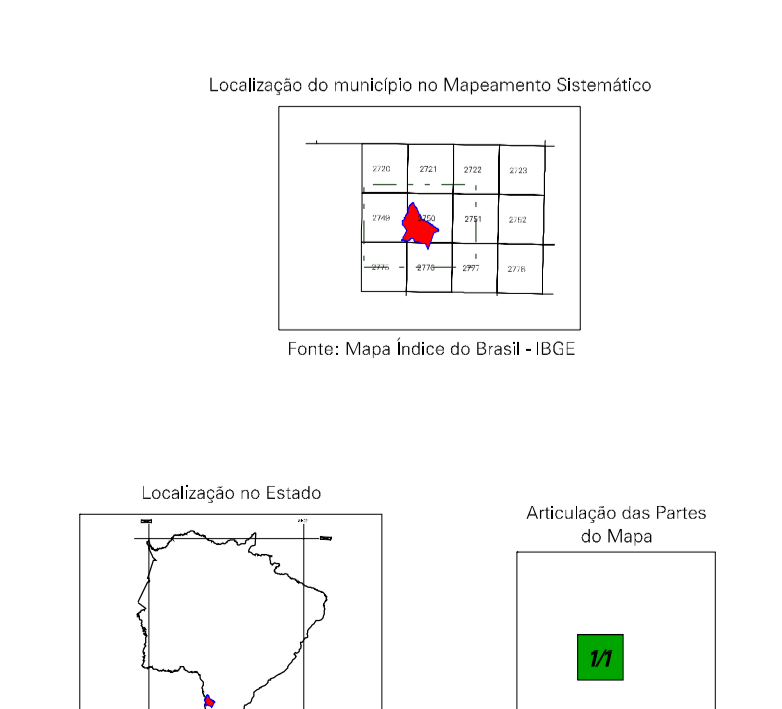 Localização do município no Mapeamento Sistemático
2720 2721 2722 2723
2749 2750 2751 2752
2775 2776 2777 2778
Fonte: Mapa Índice do Brasil - IBGE
Localização no Estado
Articulação das Partes
do Mapa
1/1